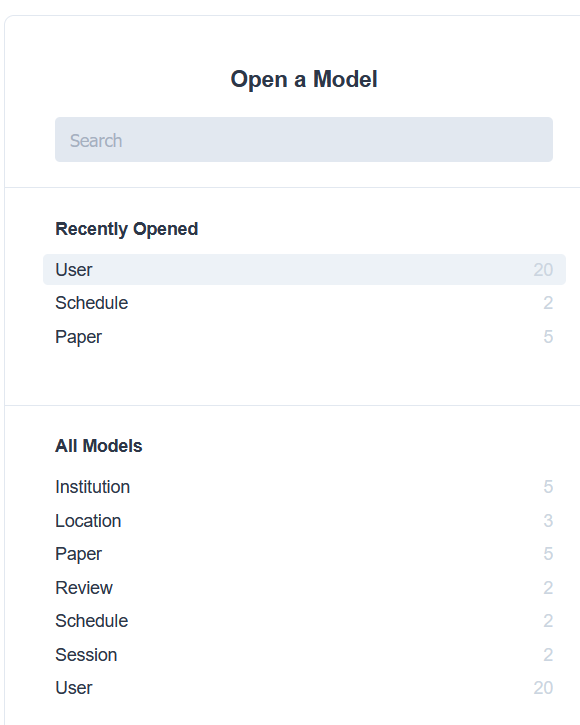 Open a Model
Search
Recently Opened
User 20
Schedule 2
Paper 5
All Models
Institution 5
Location 3
Paper 5
Review 2
Schedule 2
Session 2
User 20